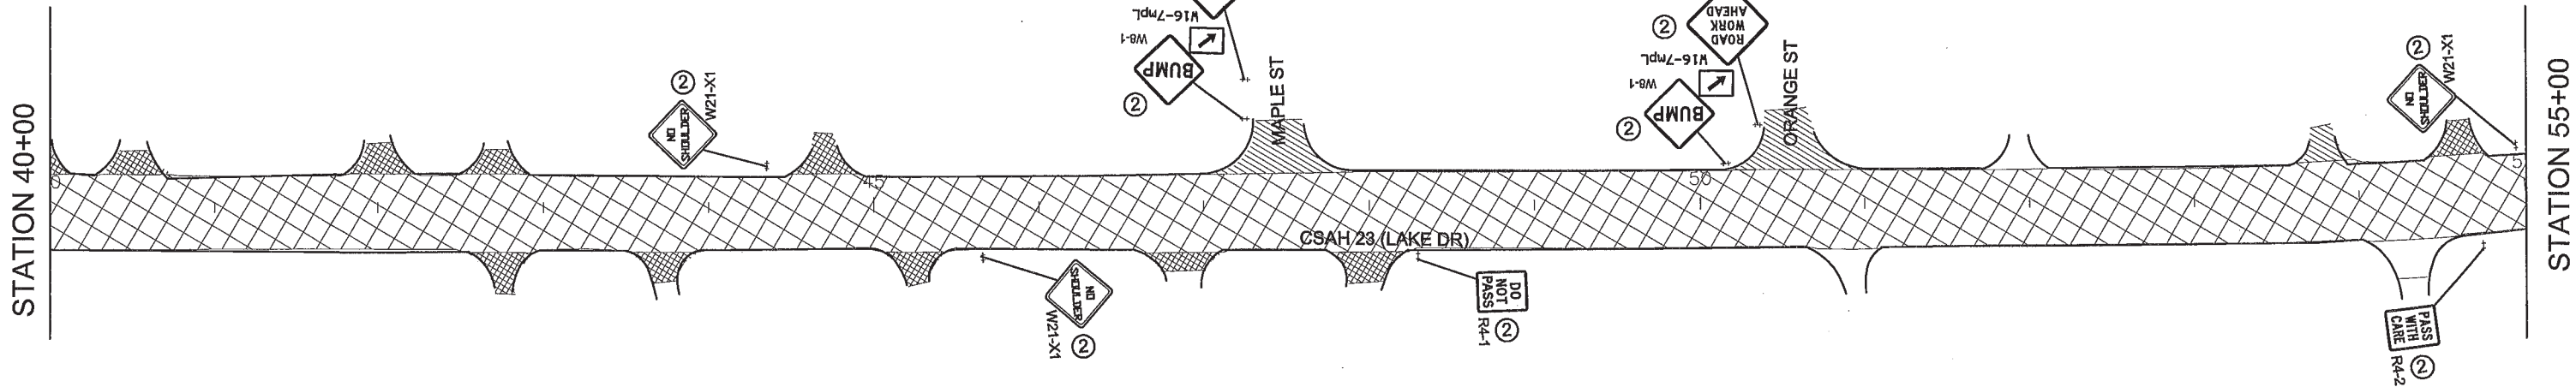 STATION 40+00
0
NO
SHOULDER
2
W21-X1
45
W16-7mpL
W8-1
BUMP
2
MAPLE ST
2
ROAD
WORK
AHEAD
W16-7mpL
W8-1
BUMP
2
ORANGE ST
50
2
NO
SHOULDER
W21-X1
5
STATION 55+00
CSAH 23 (LAKE DR)
NO
SHOULDER
W21-X1
2
DO
NOT
PASS
R4-1
2
PASS
WITH
CARE
R4-2
2